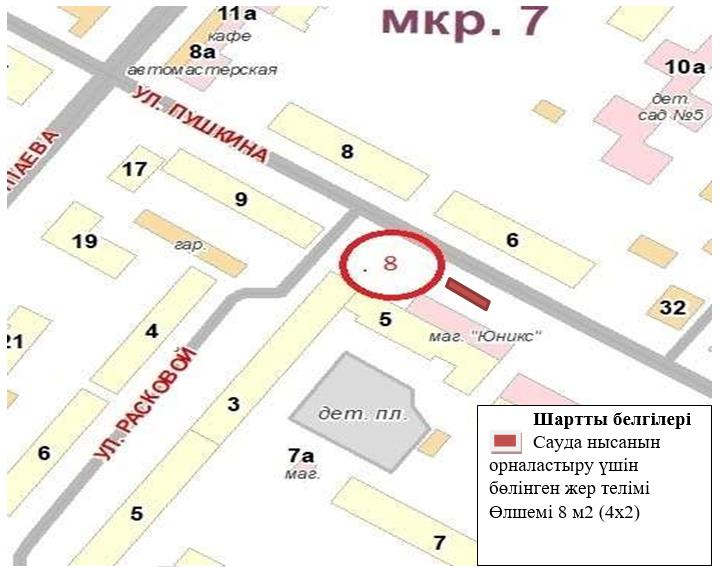 11а
кафе
мкр. 7
8а
автомастерская
10а
дет.
сад №5
УЛ. ПУШКИНА
ПАЕВА
8
17
9
6
19
гар.
8
32
5
маг. "Юникс"
21
4
УЛ. РАСКОВОЙ
3
дет. пл.
6
7а
маг.
5
7
Шартты белгілері
Сауда нысанын
орналастыру үшін
бөлінген жер телімі
Өлшемі 8 м2 (4х2)